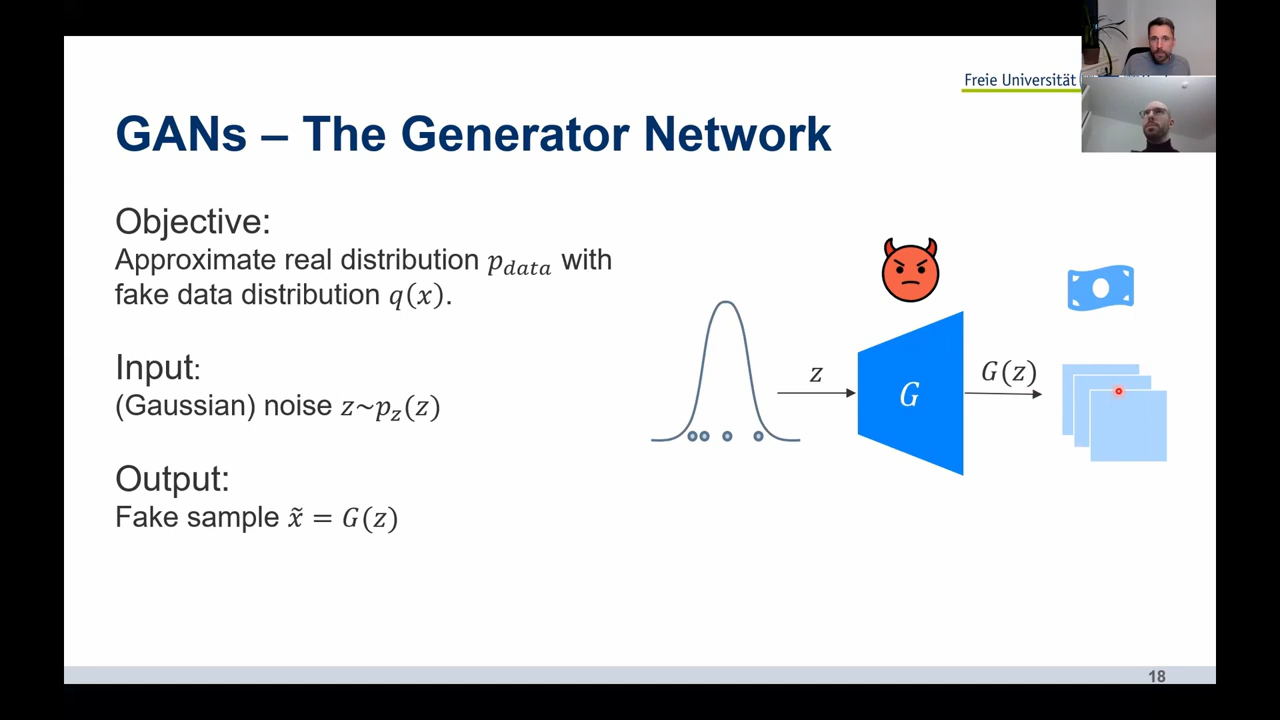 Freie Universität
GANs – The Generator Network
Objective:
Approximate real distribution p_data with
fake data distribution q(x).
Input:
(Gaussian) noise z~p_z(z)
Output:
Fake sample x̃ = G(z)
z
G
G(z)
18